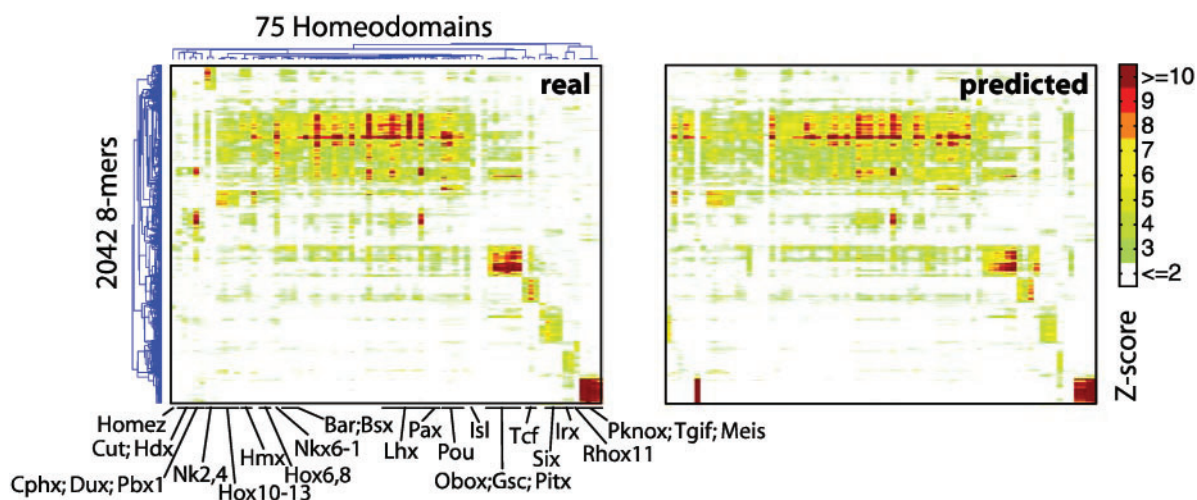 75 Homeodomains
real
predicted
2042 8-mers
>=10
9
8
7
6
5
4
3
<=2
Z-score
Homez
Cut; Hdx
Cphx; Dux; Pbx1
Nk2,4
Hox10-13
Hmx
Hox6,8
Nkx6-1
Bar;Bsx
Lhx
Pax
Pou
Isl
Obox;Gsc; Pitx
Tcf
Six
Irx
Rhox11
Pknox;Tgif; Meis